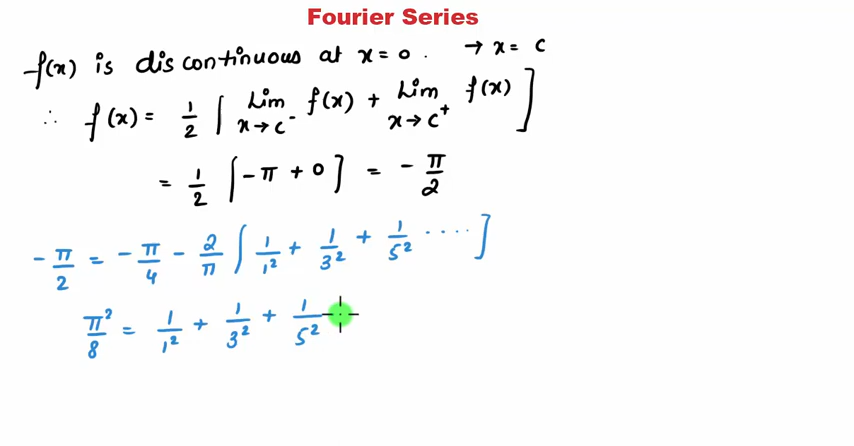 Fourier Series
f(x) is discontinuous at x = 0. → x = c
∴ f(x) = 1/2 [ Lim x→c⁻ f(x) + Lim x→c⁺ f(x) ]
= 1/2 [ -π + 0 ] = - π/2
- π/2 = - π/4 - 2/π [ 1/1² + 1/3² + 1/5² ..... ]
π²/8 = 1/1² + 1/3² + 1/5²